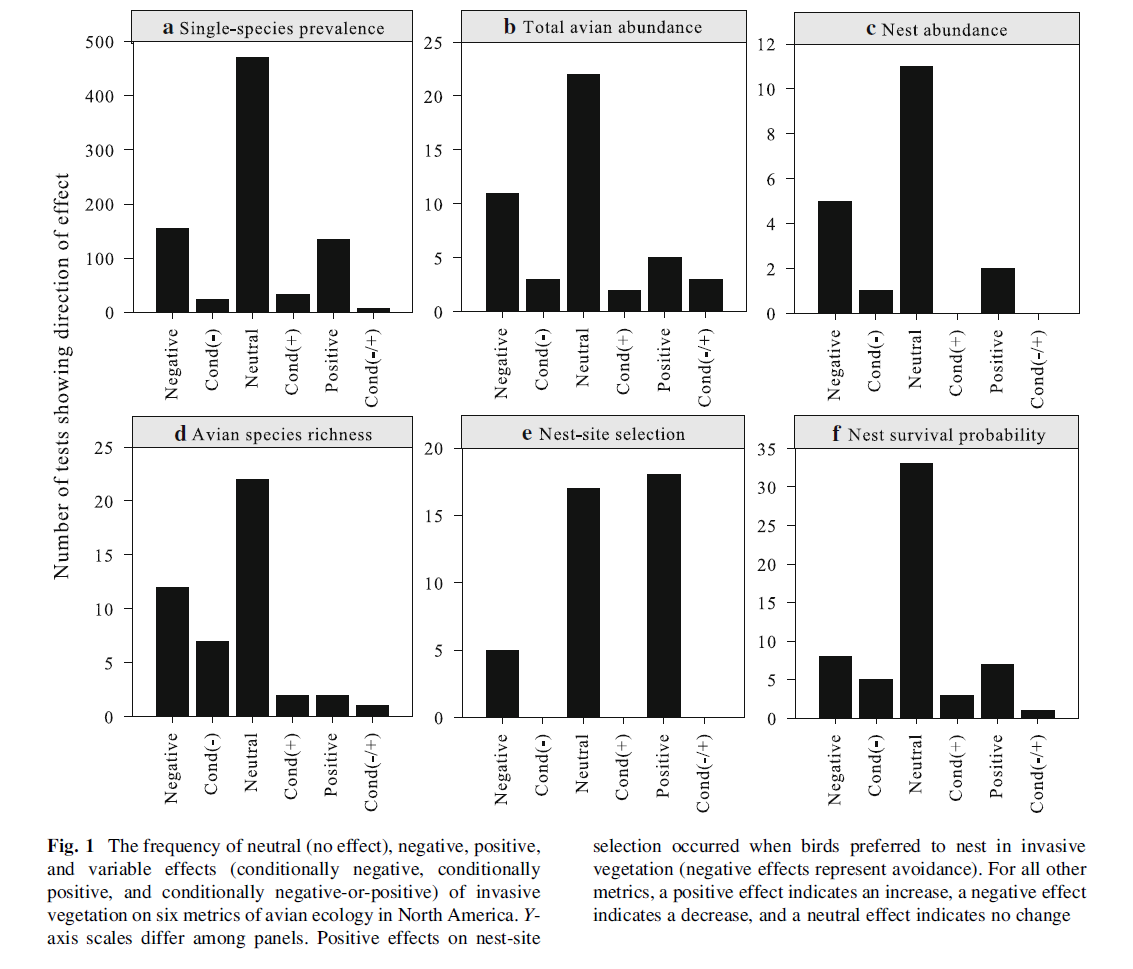 a Single-species prevalence
b Total avian abundance
c Nest abundance
Number of tests showing direction of effect
500
400
300
200
100
0
Negative
Cond(-)
Neutral
Cond(+)
Positive
Cond(-/+)
25
20
15
10
5
0
Negative
Cond(-)
Neutral
Cond(+)
Positive
Cond(-/+)
12
10
8
6
4
2
0
Negative
Cond(-)
Neutral
Cond(+)
Positive
Cond(-/+)
d Avian species richness
e Nest-site selection
f Nest survival probability
25
20
15
10
5
0
Negative
Cond(-)
Neutral
Cond(+)
Positive
Cond(-/+)
20
15
10
5
0
Negative
Cond(-)
Neutral
Cond(+)
Positive
Cond(-/+)
35
30
25
20
15
10
5
0
Negative
Cond(-)
Neutral
Cond(+)
Positive
Cond(-/+)
Fig. 1 The frequency of neutral (no effect), negative, positive,
and variable effects (conditionally negative, conditionally
positive, and conditionally negative-or-positive) of invasive
vegetation on six metrics of avian ecology in North America. Y-
axis scales differ among panels. Positive effects on nest-site
selection occurred when birds preferred to nest in invasive
vegetation (negative effects represent avoidance). For all other
metrics, a positive effect indicates an increase, a negative effect
indicates a decrease, and a neutral effect indicates no change